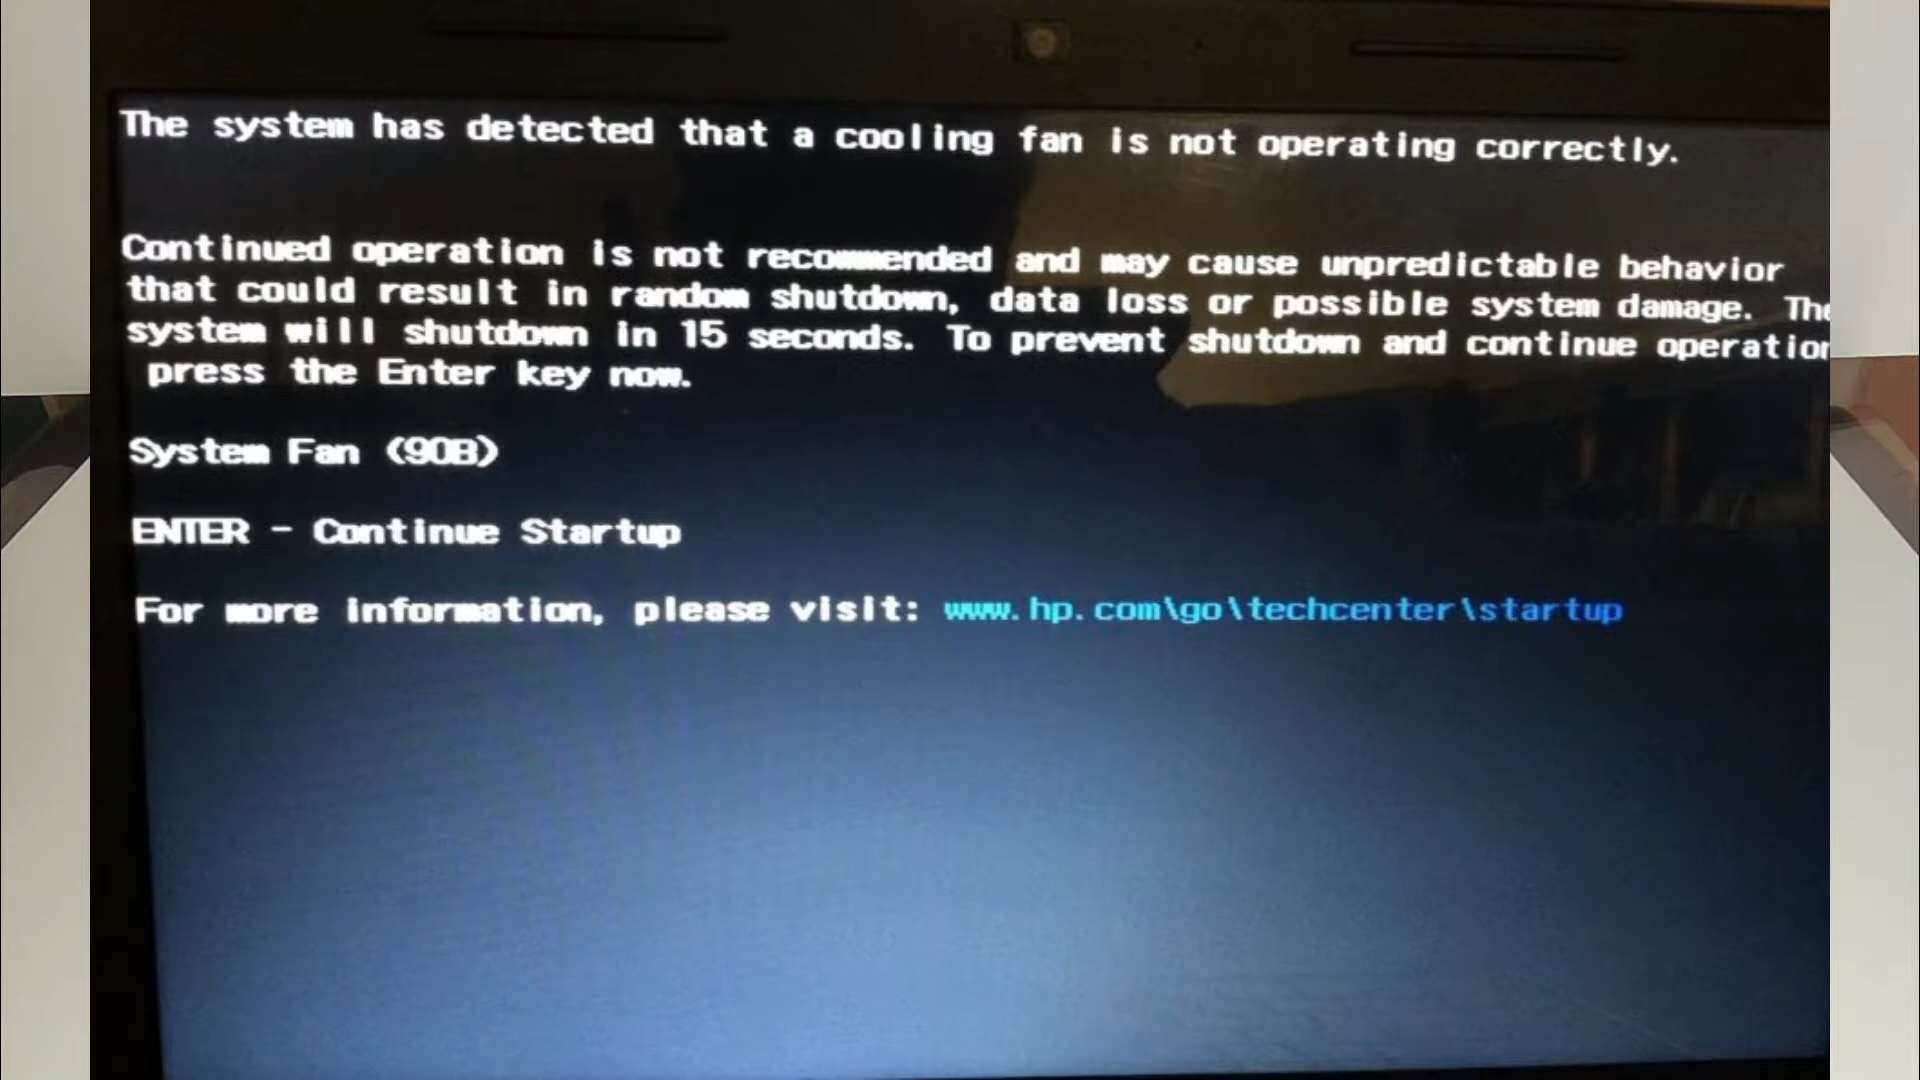 The system has detected that a cooling fan is not operating correctly.
Continued operation is not recommended and may cause unpredictable behavior
that could result in random shutdown, data loss or possible system damage. The
system will shutdown in 15 seconds. To prevent shutdown and continue operation
press the Enter key now.
System Fan (90B)
ENTER - Continue Startup
For more information, please visit: www.hp.com\go\techcenter\startup